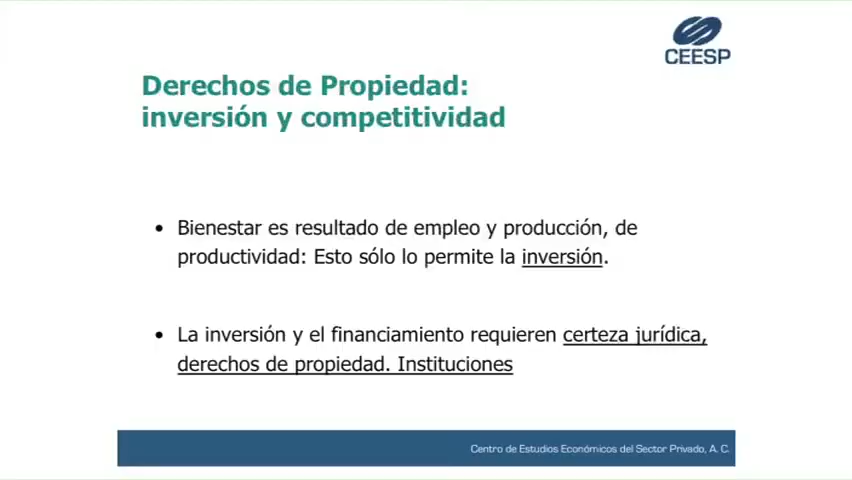 CEESP
Derechos de Propiedad:
inversión y competitividad
• Bienestar es resultado de empleo y producción, de
productividad: Esto sólo lo permite la inversión.
• La inversión y el financiamiento requieren certeza jurídica,
derechos de propiedad. Instituciones
Centro de Estudios Económicos del Sector Privado, A. C.